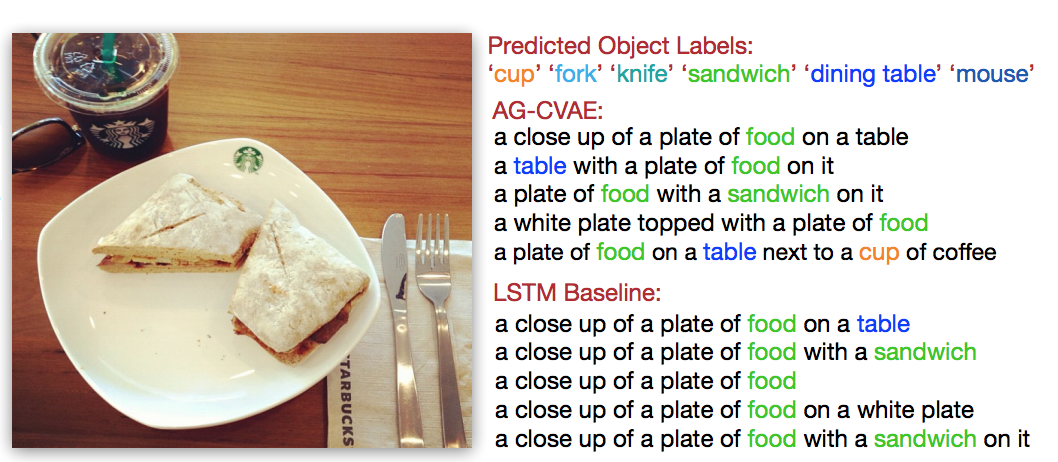 Predicted Object Labels:
‘cup’ ‘fork’ ‘knife’ ‘sandwich’ ‘dining table’ ‘mouse’
AG-CVAE:
a close up of a plate of food on a table
a table with a plate of food on it
a plate of food with a sandwich on it
a white plate topped with a plate of food
a plate of food on a table next to a cup of coffee
LSTM Baseline:
a close up of a plate of food on a table
a close up of a plate of food with a sandwich
a close up of a plate of food
a close up of a plate of food on a white plate
a close up of a plate of food with a sandwich on it
TARBUCKS